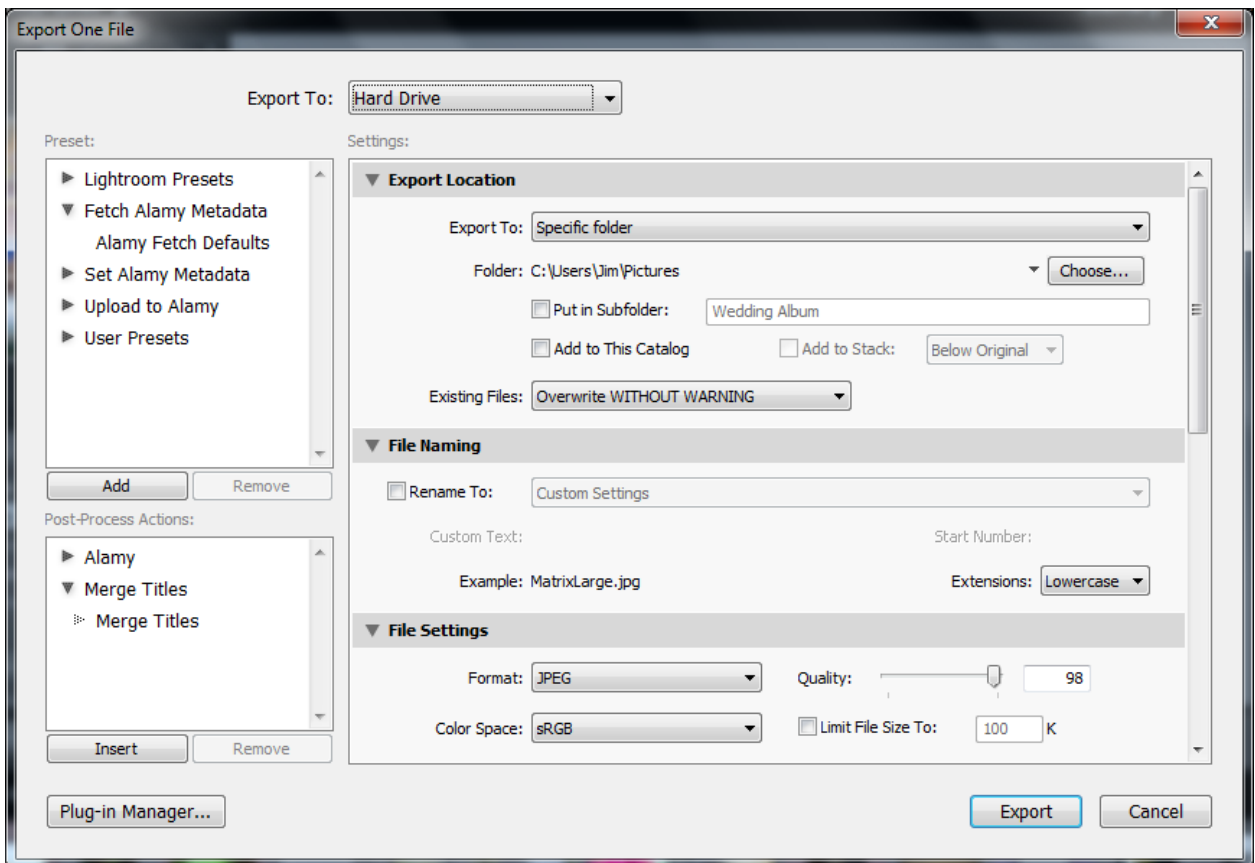 Export One File
Export To: Hard Drive
Preset:
Lightroom Presets
Fetch Alamy Metadata
Alamy Fetch Defaults
Set Alamy Metadata
Upload to Alamy
User Presets
Add Remove
Post-Process Actions:
Alamy
Merge Titles
Merge Titles
Insert Remove
Settings:
Export Location
Export To: Specific folder
Folder: C:\Users\Jim\Pictures Choose...
Put in Subfolder: Wedding Album
Add to This Catalog Add to Stack: Below Original
Existing Files: Overwrite WITHOUT WARNING
File Naming
Rename To: Custom Settings
Custom Text: Start Number:
Example: MatrixLarge.jpg Extensions: Lowercase
File Settings
Format: JPEG Quality: 98
Color Space: sRGB Limit File Size To: 100 K
Plug-in Manager... Export Cancel